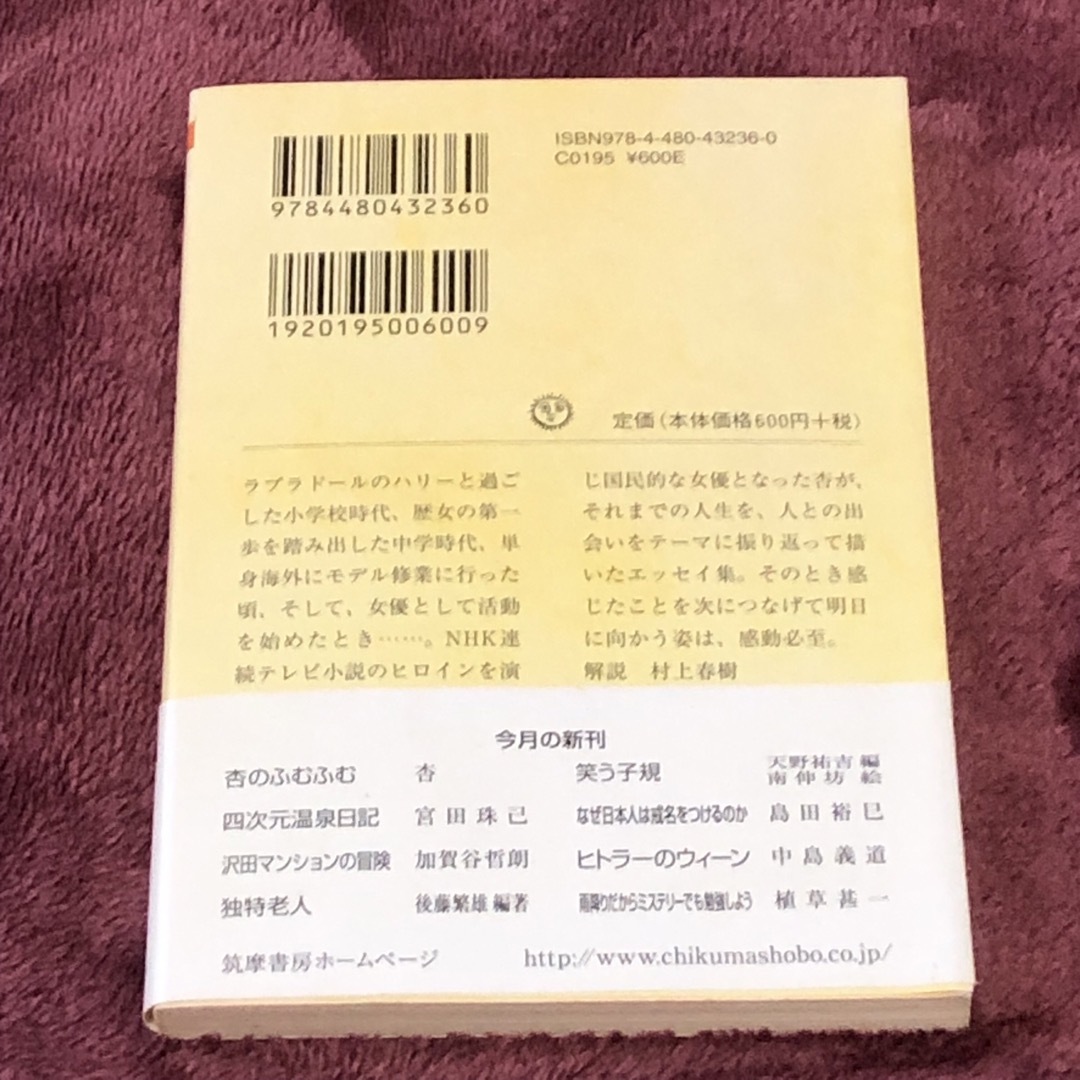 ISBN978-4-480-43236-0
C0195 ¥600E
9784480432360
1920195006009
定価(本体価格600円+税)
ラブラドールのハリーと過ご
した小学校時代、歴女の第一
歩を踏み出した中学時代、単
身海外にモデル修業に行った
頃、そして、女優として活動
を始めたとき……。NHK連
続テレビ小説のヒロインを演
じ国民的な女優となった杏が、
それまでの人生を、人との出
会いをテーマに振り返って描
いたエッセイ集。そのとき感
じたことを次につなげて明日
に向かう姿は、感動必至。
解説 村上春樹
今月の新刊
杏のふむふむ 杏
四次元温泉日記 宮田珠己
沢田マンションの冒険 加賀谷哲朗
独特老人 後藤繁雄編著
笑う子規 天野祐吉編 南伸坊絵
なぜ日本人は戒名をつけるのか 島田裕巳
ヒトラーのウィーン 中島義道
雨降りだからミステリーでも勉強しよう 植草甚一
筑摩書房ホームページ http://www.chikumashobo.co.jp/